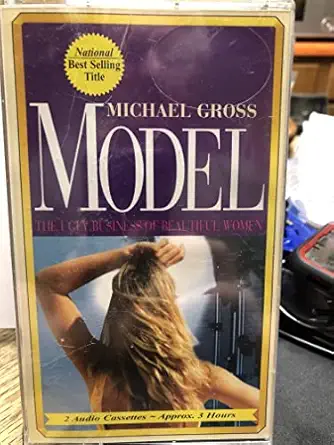 National
Best Selling
Title
MICHAEL GROSS
MODEL
THE UGLY BUSINESS OF BEAUTIFUL WOMEN
2 Audio Cassettes ~ Approx. 3 Hours